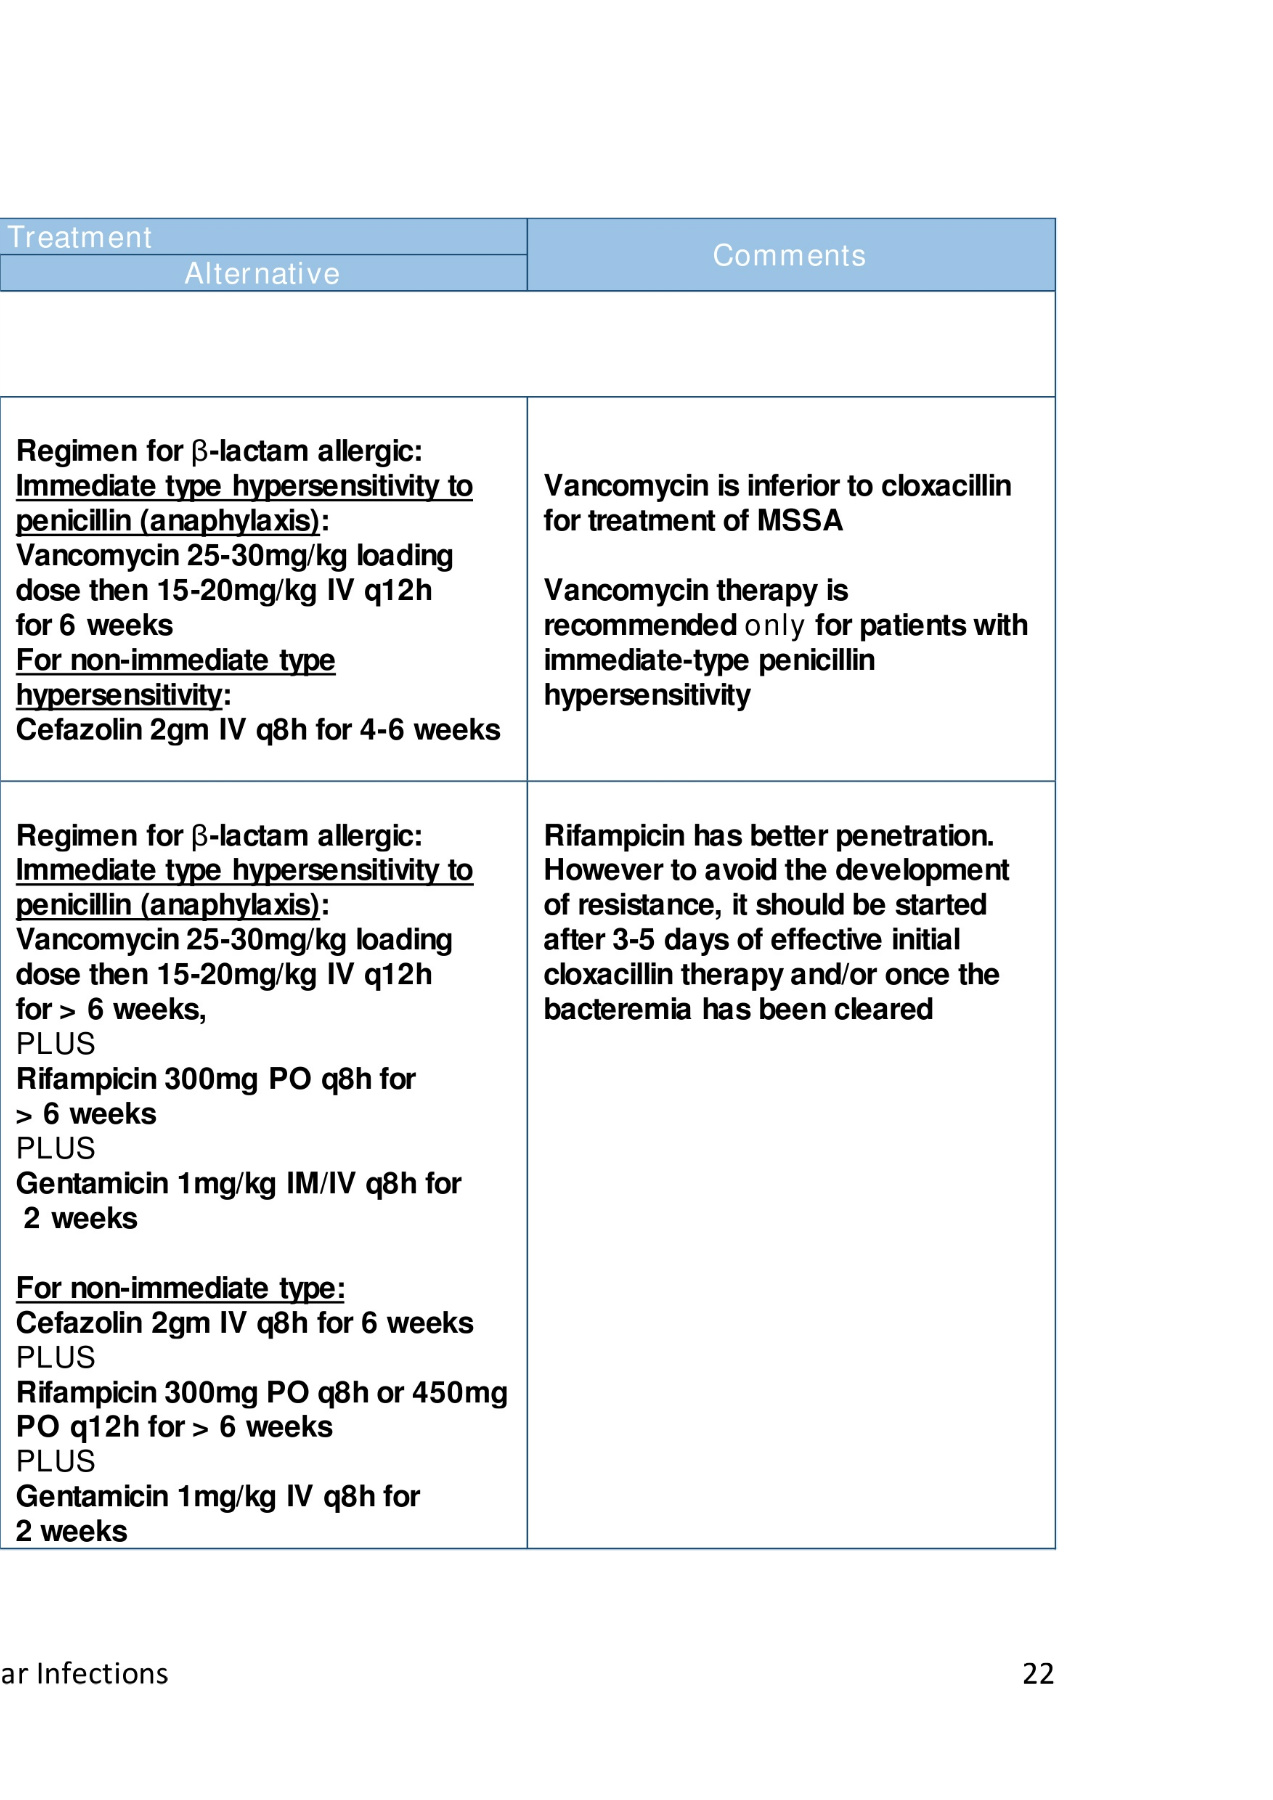 Treatment
Alternative
Comments
Regimen for β-lactam allergic:
Immediate type hypersensitivity to
penicillin (anaphylaxis):
Vancomycin 25-30mg/kg loading
dose then 15-20mg/kg IV q12h
for 6 weeks
For non-immediate type
hypersensitivity:
Cefazolin 2gm IV q8h for 4-6 weeks
Vancomycin is inferior to cloxacillin
for treatment of MSSA
Vancomycin therapy is
recommended only for patients with
immediate-type penicillin
hypersensitivity
Regimen for β-lactam allergic:
Immediate type hypersensitivity to
penicillin (anaphylaxis):
Vancomycin 25-30mg/kg loading
dose then 15-20mg/kg IV q12h
for > 6 weeks,
PLUS
Rifampicin 300mg PO q8h for
> 6 weeks
PLUS
Gentamicin 1mg/kg IM/IV q8h for
2 weeks
For non-immediate type:
Cefazolin 2gm IV q8h for 6 weeks
PLUS
Rifampicin 300mg PO q8h or 450mg
PO q12h for > 6 weeks
PLUS
Gentamicin 1mg/kg IV q8h for
2 weeks
Rifampicin has better penetration.
However to avoid the development
of resistance, it should be started
after 3-5 days of effective initial
cloxacillin therapy and/or once the
bacteremia has been cleared
ar Infections
22